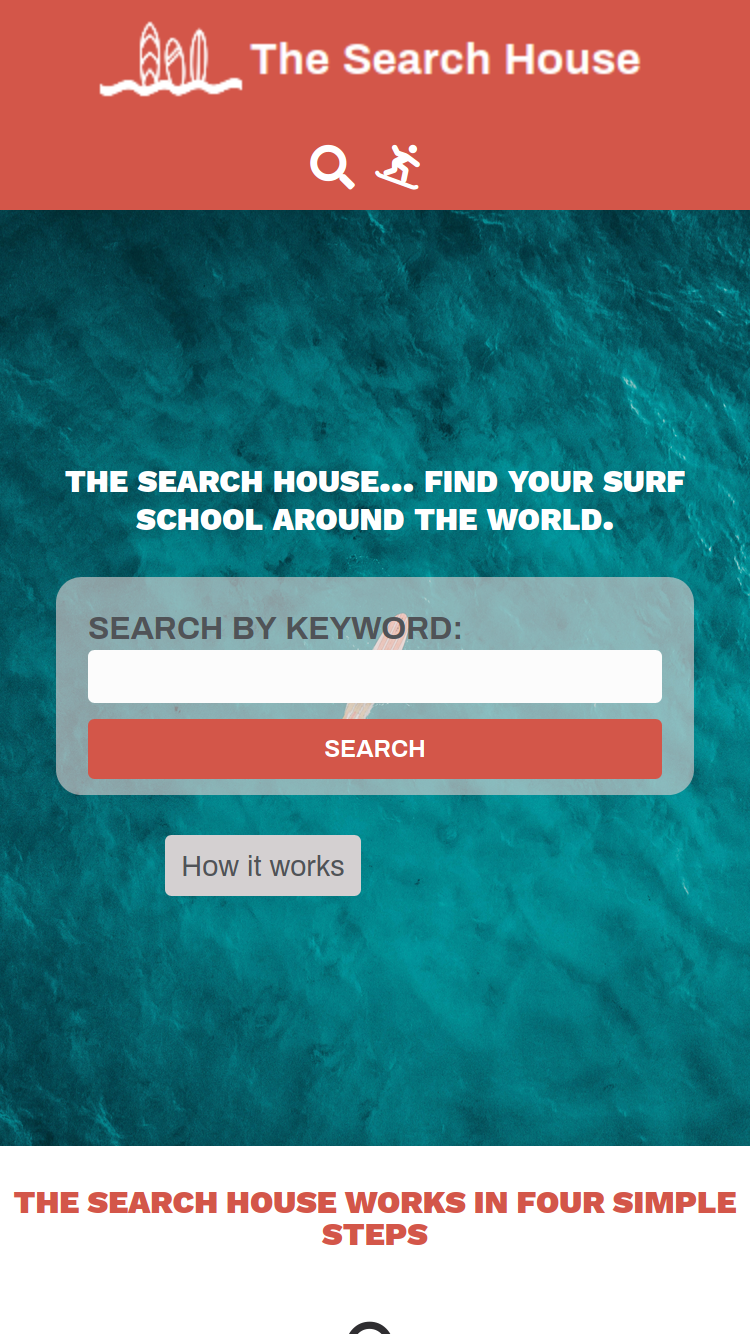 The Search House
THE SEARCH HOUSE... FIND YOUR SURF
SCHOOL AROUND THE WORLD.
SEARCH BY KEYWORD:
SEARCH
How it works
THE SEARCH HOUSE WORKS IN FOUR SIMPLE
STEPS